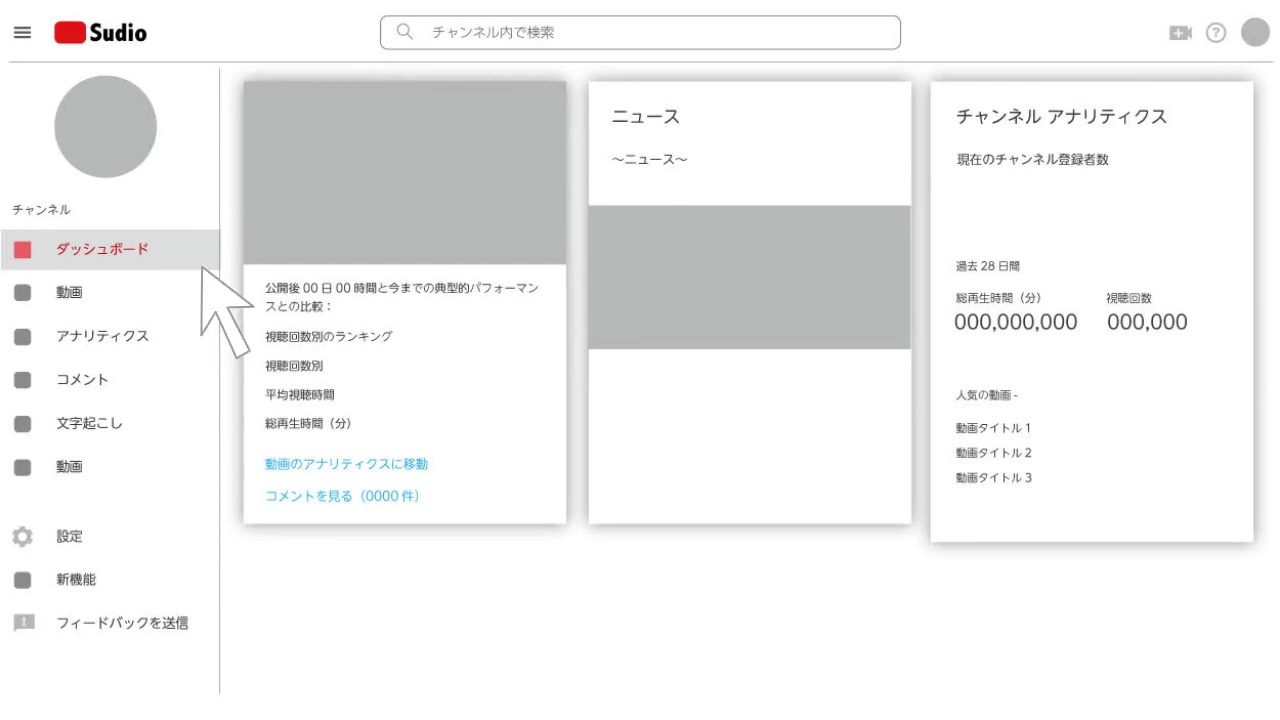 Sudio
チャンネル内で検索
チャンネル
ダッシュボード
動画
アナリティクス
コメント
文字起こし
動画
設定
新機能
フィードバックを送信
公開後 00 日 00 時間と今までの典型的パフォーマン
スとの比較：
視聴回数別のランキング
視聴回数別
平均視聴時間
総再生時間（分）
動画のアナリティクスに移動
コメントを見る（0000 件）
ニュース
～ニュース～
チャンネル アナリティクス
現在のチャンネル登録者数
過去 28 日間
総再生時間（分） 視聴回数
000,000,000 000,000
人気の動画 -
動画タイトル 1
動画タイトル 2
動画タイトル 3